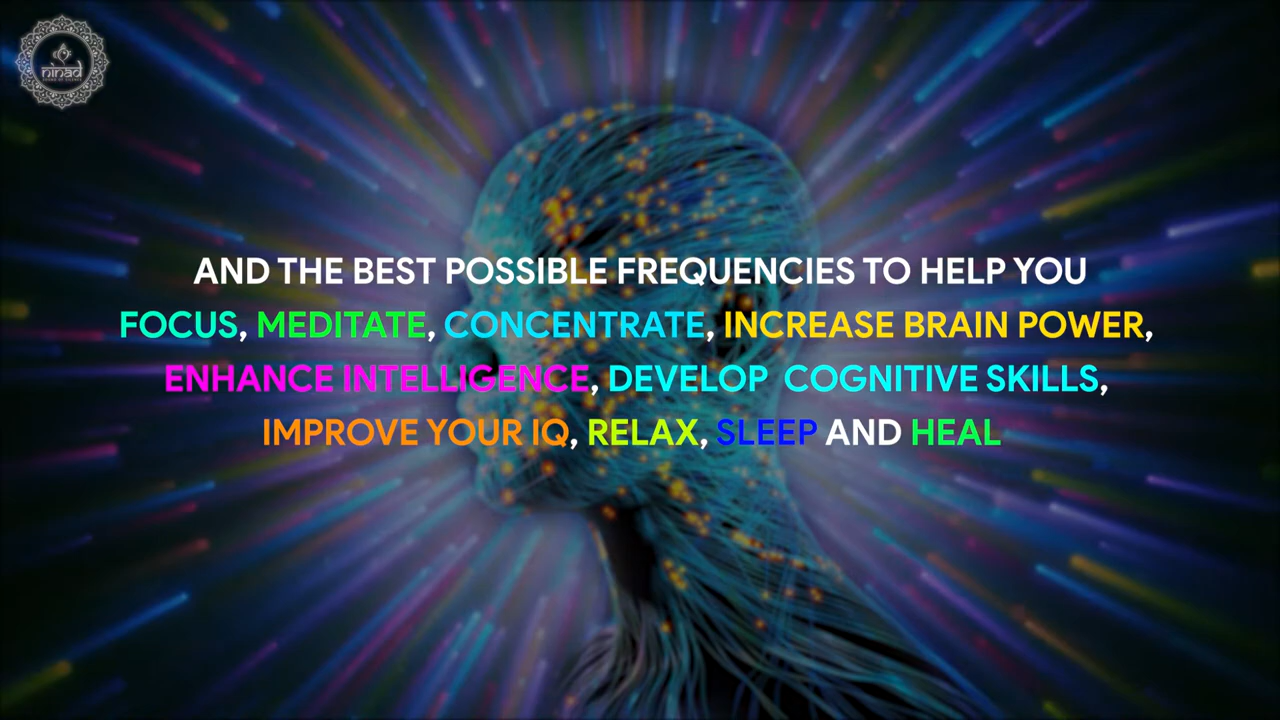 ninad
AND THE BEST POSSIBLE FREQUENCIES TO HELP YOU
FOCUS, MEDITATE, CONCENTRATE, INCREASE BRAIN POWER,
ENHANCE INTELLIGENCE, DEVELOP COGNITIVE SKILLS,
IMPROVE YOUR IQ, RELAX, SLEEP AND HEAL